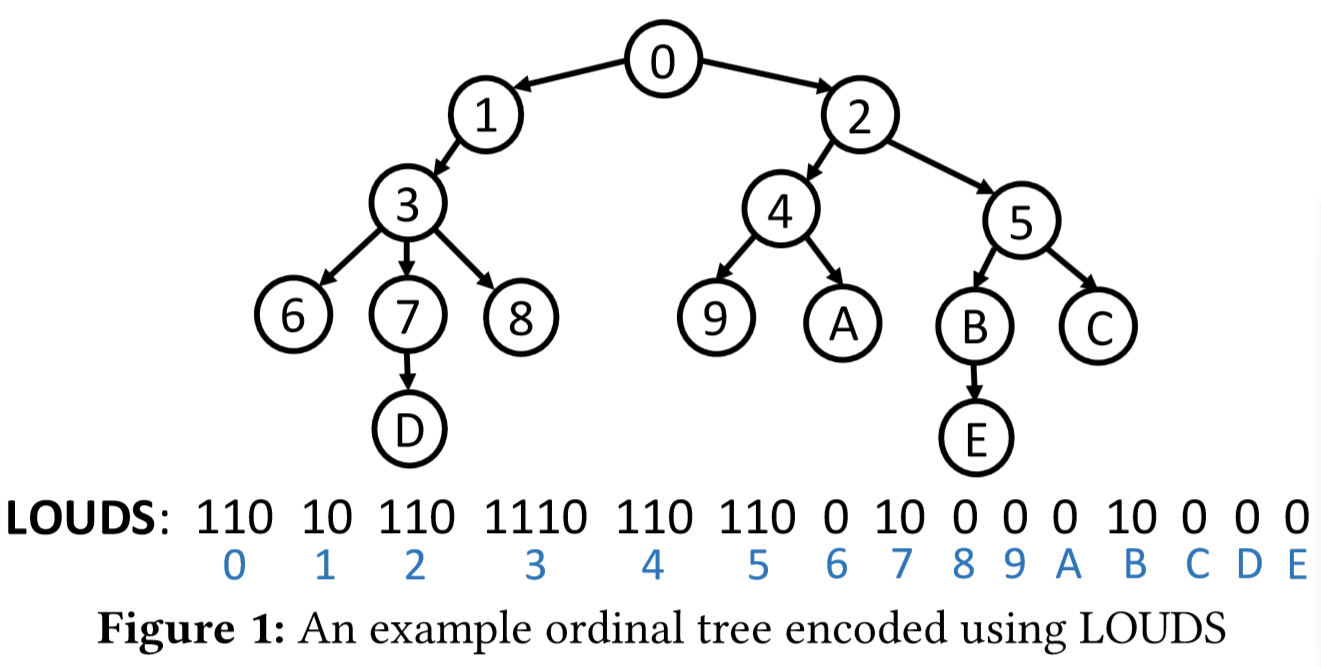 0
1 2
3 4 5
6 7 8 9 A B C
D E
LOUDS: 110 10 110 1110 110 110 0 10 0 0 0 10 0 0 0
0 1 2 3 4 5 6 7 8 9 A B C D E
Figure 1: An example ordinal tree encoded using LOUDS